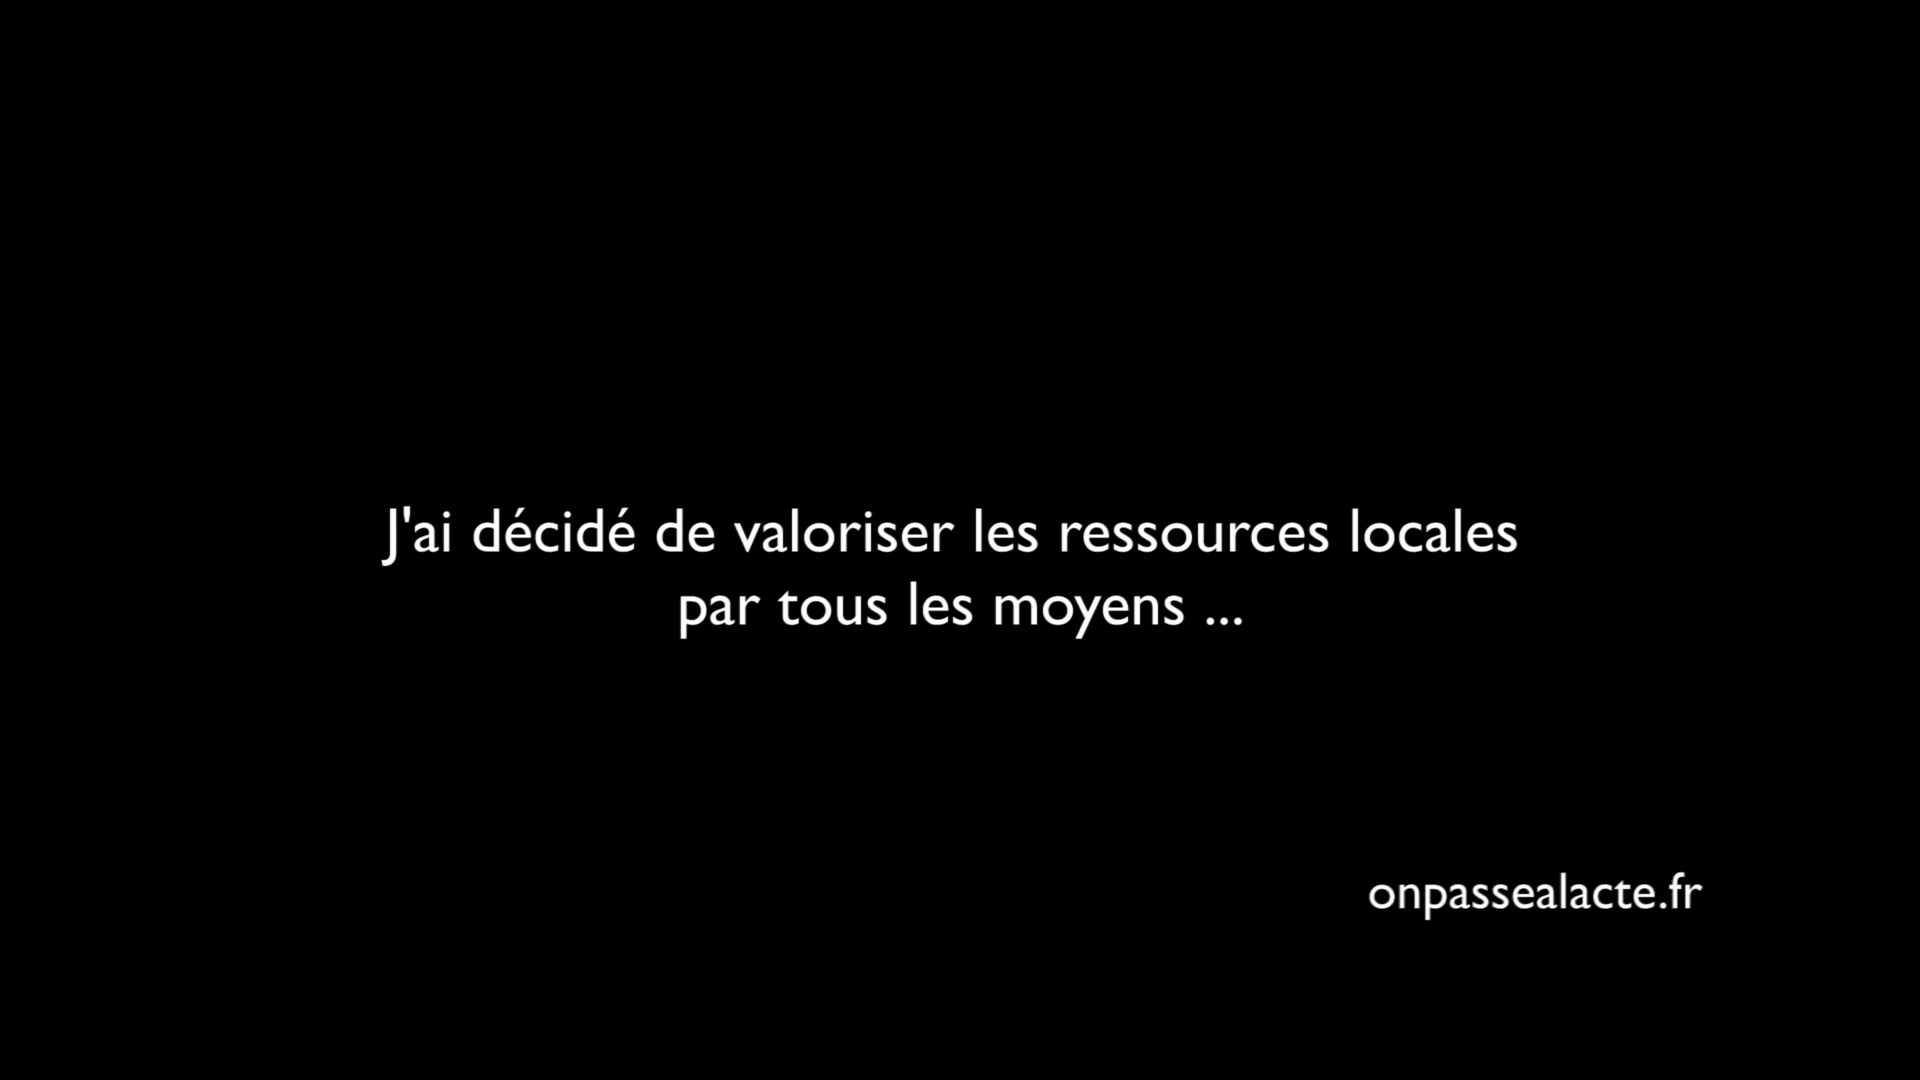 J'ai décidé de valoriser les ressources locales
par tous les moyens ...
onpassealacte.fr